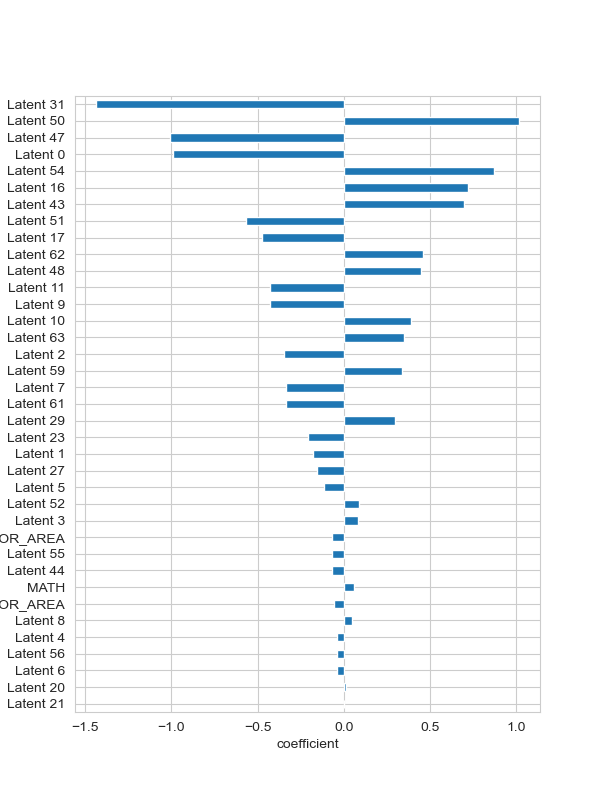 Latent 31
Latent 50
Latent 47
Latent 0
Latent 54
Latent 16
Latent 43
Latent 51
Latent 17
Latent 62
Latent 48
Latent 11
Latent 9
Latent 10
Latent 63
Latent 2
Latent 59
Latent 7
Latent 61
Latent 29
Latent 23
Latent 1
Latent 27
Latent 5
Latent 52
Latent 3
OR_AREA
Latent 55
Latent 44
MATH
OR_AREA
Latent 8
Latent 4
Latent 56
Latent 6
Latent 20
Latent 21
−1.5 −1.0 −0.5 0.0 0.5 1.0
coefficient